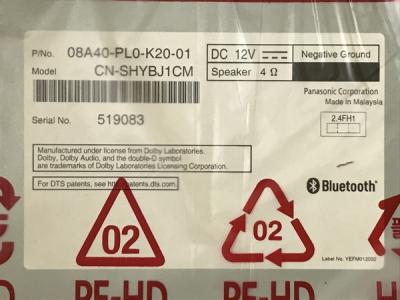 P/No. 08A40-PL0-K20-01
Model CN-SHYBJ1CM
DC 12V
Negative Ground
Speaker 4 Ω
Panasonic Corporation
Made in Malaysia
Serial No. 519083
2.4FH1
Manufactured under license from Dolby Laboratories.
Dolby, Dolby Audio, and the double-D symbol
are trademarks of Dolby Laboratories Licensing Corporation.
For DTS patents, see http://patents.dts.com.
Bluetooth
02
02
Label No. YEFM012000
PE-HD
PE-HD
PE-HD